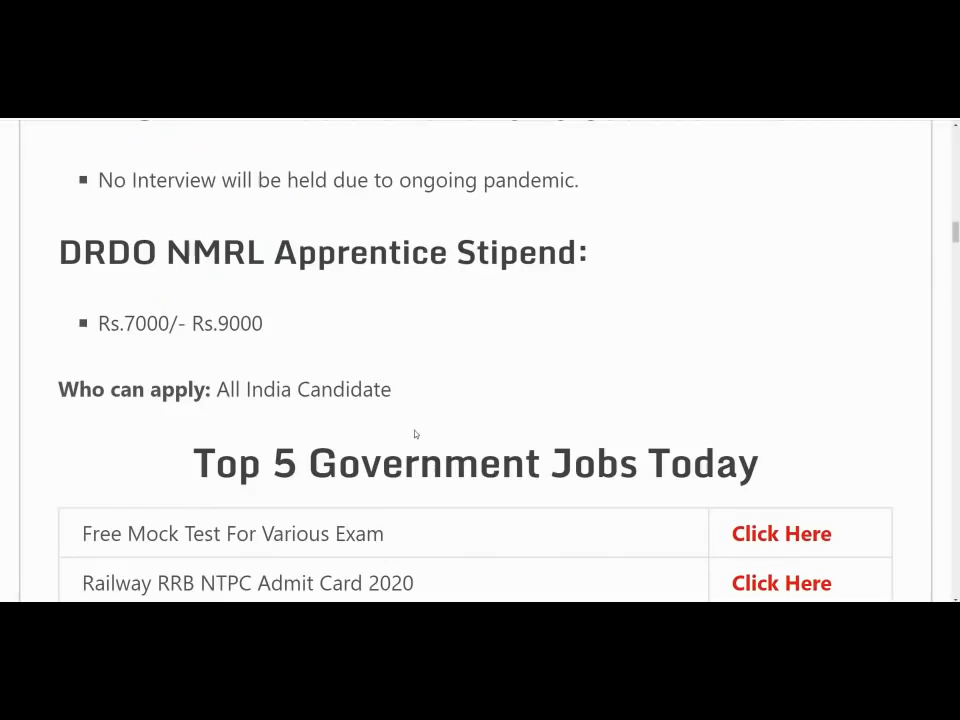 No Interview will be held due to ongoing pandemic.
DRDO NMRL Apprentice Stipend:
Rs.7000/- Rs.9000
Who can apply: All India Candidate
Top 5 Government Jobs Today
Free Mock Test For Various Exam Click Here
Railway RRB NTPC Admit Card 2020 Click Here